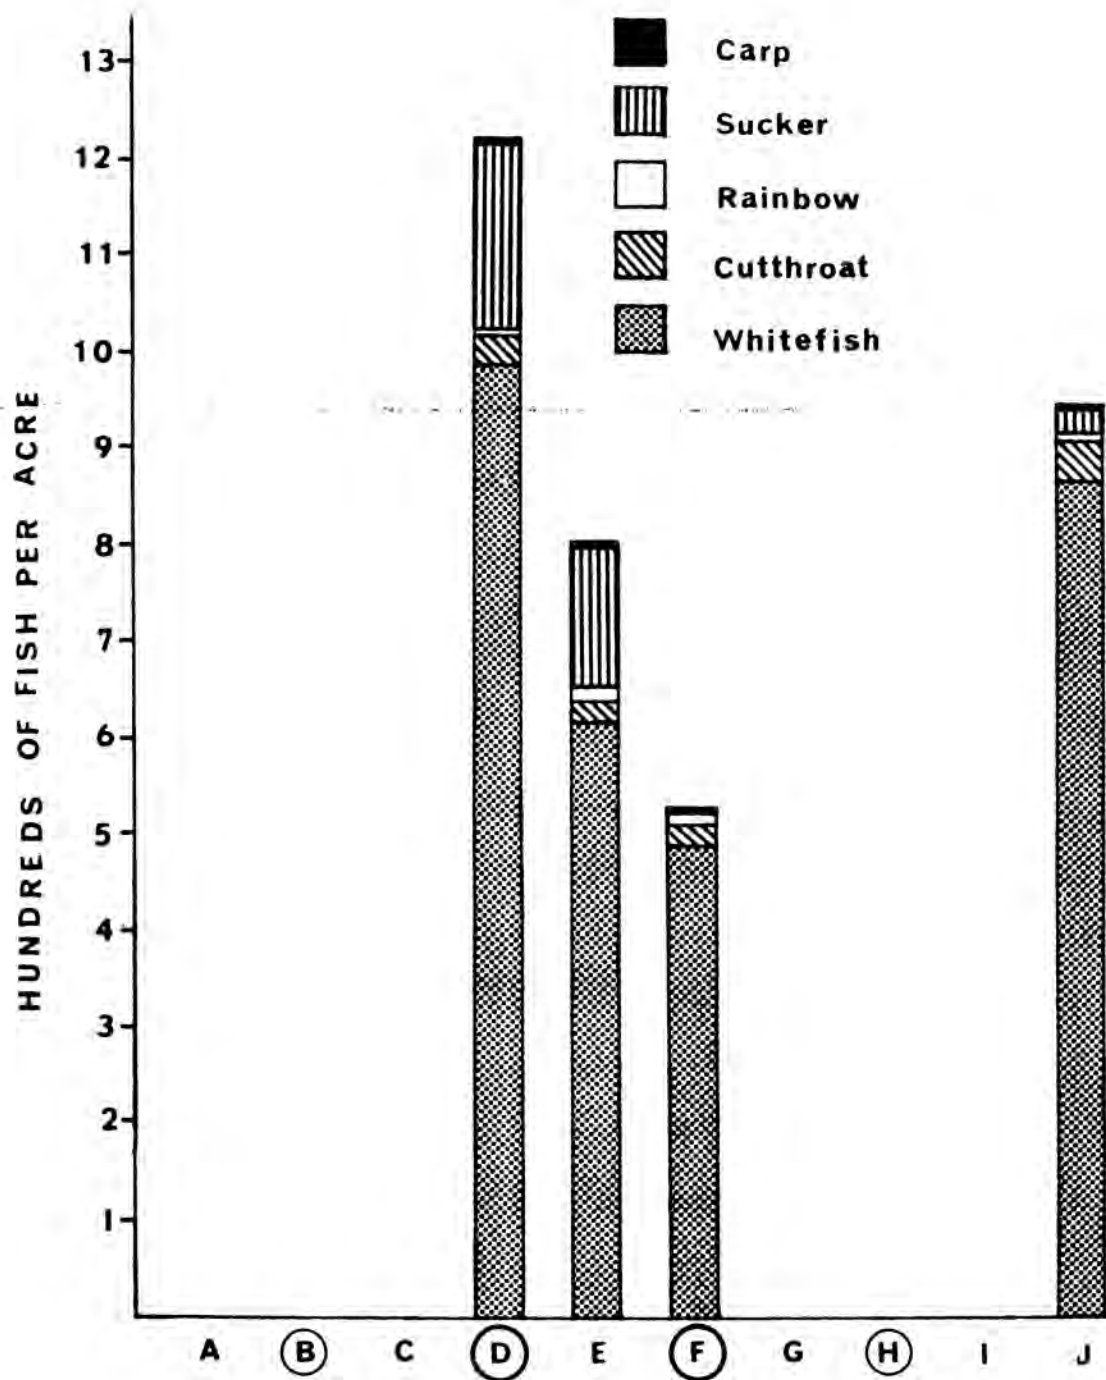 HUNDREDS OF FISH PER ACRE
13
12
11
10
9
8
7
6
5
4
3
2
1
Carp
Sucker
Rainbow
Cutthroat
Whitefish
A B C D E F G H I J